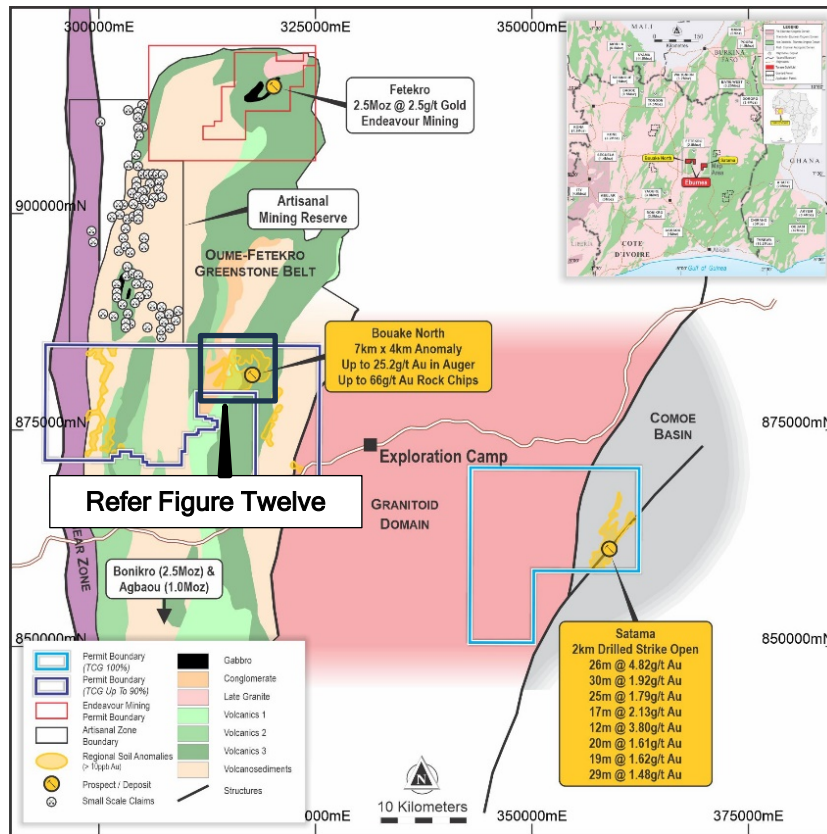 300000mE
325000mE
350000mE
Fetekro
2.5Moz @ 2.5g/t Gold
Endeavour Mining
MALI
BURKINA
FASO
Kilometers
LEGEND
Bouake North
Satama
Eburnea
GHANA
COTE
D'IVOIRE
Gulf of Guinea
900000mN
Artisanal
Mining Reserve
OUME-FETEKRO
GREENSTONE BELT
Bouake North
7km x 4km Anomaly
Up to 25.2g/t Au in Auger
Up to 66g/t Au Rock Chips
875000mN
875000mN
COMOE
BASIN
Exploration Camp
Refer Figure Twelve
GRANITOID
DOMAIN
EAR ZONE
Bonikro (2.5Moz) &
Agbaou (1.0Moz)
850000mN
850000mN
Satama
2km Drilled Strike Open
26m @ 4.82g/t Au
30m @ 1.92g/t Au
25m @ 1.79g/t Au
17m @ 2.13g/t Au
12m @ 3.80g/t Au
20m @ 1.61g/t Au
19m @ 1.62g/t Au
29m @ 1.48g/t Au
Permit Boundary
(TCG 100%)
Permit Boundary
(TCG Up To 90%)
Endeavour Mining
Permit Boundary
Artisanal Zone
Boundary
Regional Soil Anomalies
(> 10ppb Au)
Prospect / Deposit
Small Scale Claims
Gabbro
Conglomerate
Late Granite
Volcanics 1
Volcanics 2
Volcanics 3
Volcanosediments
Structures
N
10 Kilometers
000mE
350000mE
375000mE